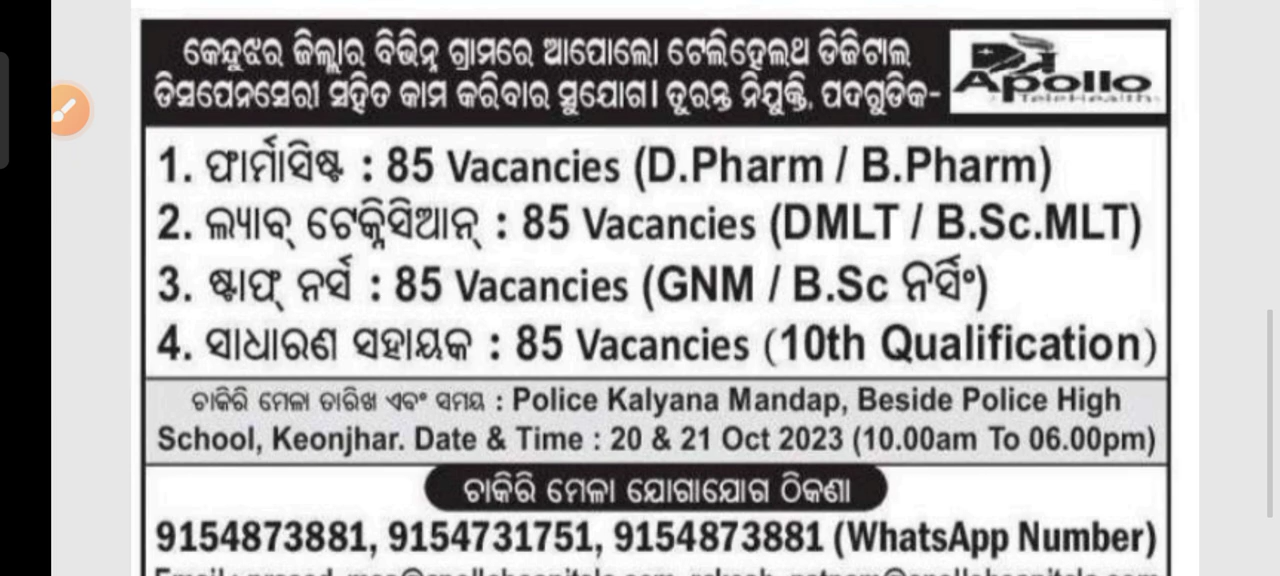 କେନ୍ଦୁଝର ଜିଲ୍ଲାର ବିଭିନ୍ନ ଗ୍ରାମରେ ଆପୋଲୋ ଟେଲିହେଲଥ ଡିଜିଟାଲ
ଡିସପେନସେରୀ ସହିତ କାମ କରିବାର ସୁଯୋଗ। ତୁରନ୍ତ ନିଯୁକ୍ତି, ପଦଗୁଡିକ-
Apollo
TeleHealth
1. ଫାର୍ମାସିଷ୍ଟ : 85 Vacancies (D.Pharm / B.Pharm)
2. ଲ୍ୟାବ୍ ଟେକ୍ନିସିଆନ୍ : 85 Vacancies (DMLT / B.Sc.MLT)
3. ଷ୍ଟାଫ୍ ନର୍ସ : 85 Vacancies (GNM / B.Sc ନର୍ସିଂ)
4. ସାଧାରଣ ସହାୟକ : 85 Vacancies (10th Qualification)
ଚାକିରି ମେଳା ତାରିଖ ଏବଂ ସମୟ : Police Kalyana Mandap, Beside Police High
School, Keonjhar. Date & Time : 20 & 21 Oct 2023 (10.00am To 06.00pm)
ଚାକିରି ମେଳା ଯୋଗାଯୋଗ ଠିକଣା
9154873881, 9154731751, 9154873881 (WhatsApp Number)